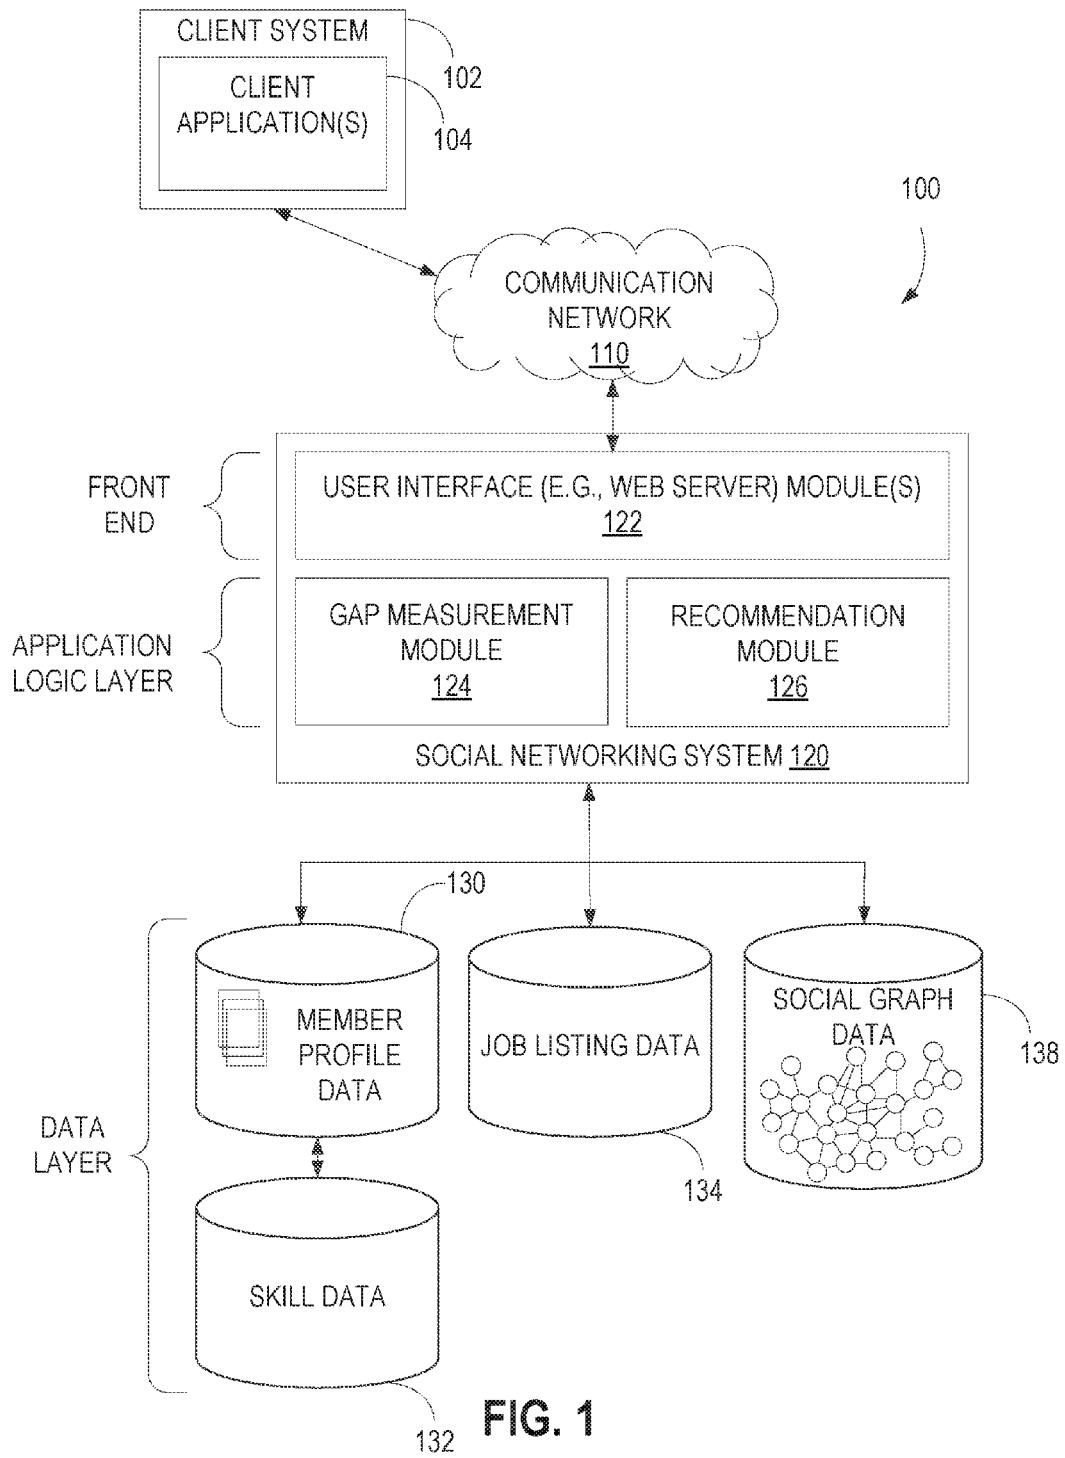 CLIENT SYSTEM
102
CLIENT
APPLICATION(S)
104
100
COMMUNICATION
NETWORK
110
FRONT
END
USER INTERFACE (E.G., WEB SERVER) MODULE(S)
122
APPLICATION
LOGIC LAYER
GAP MEASUREMENT
MODULE
124
RECOMMENDATION
MODULE
126
SOCIAL NETWORKING SYSTEM 120
130
MEMBER
PROFILE
DATA
JOB LISTING DATA
134
SOCIAL GRAPH
DATA
138
DATA
LAYER
SKILL DATA
132
FIG. 1